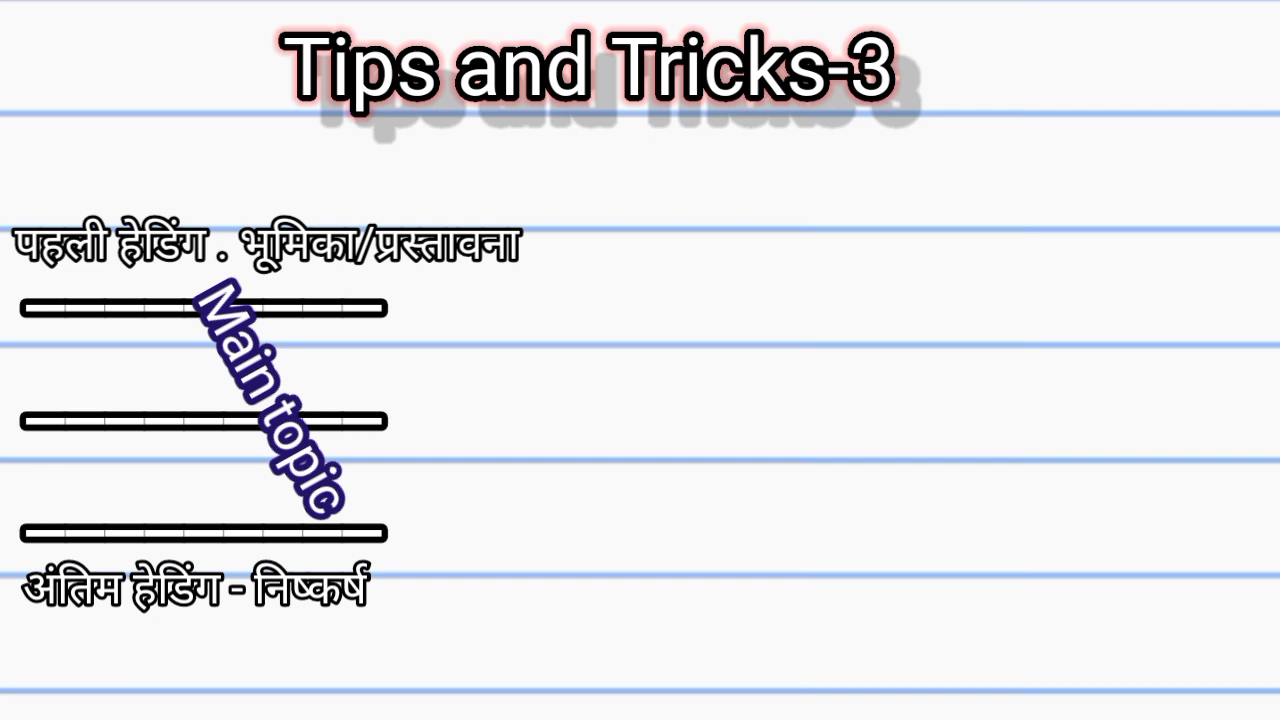 Tips and Tricks-3
पहली हेडिंग . भूमिका/प्रस्तावना
Main topic
अंतिम हेडिंग - निष्कर्ष